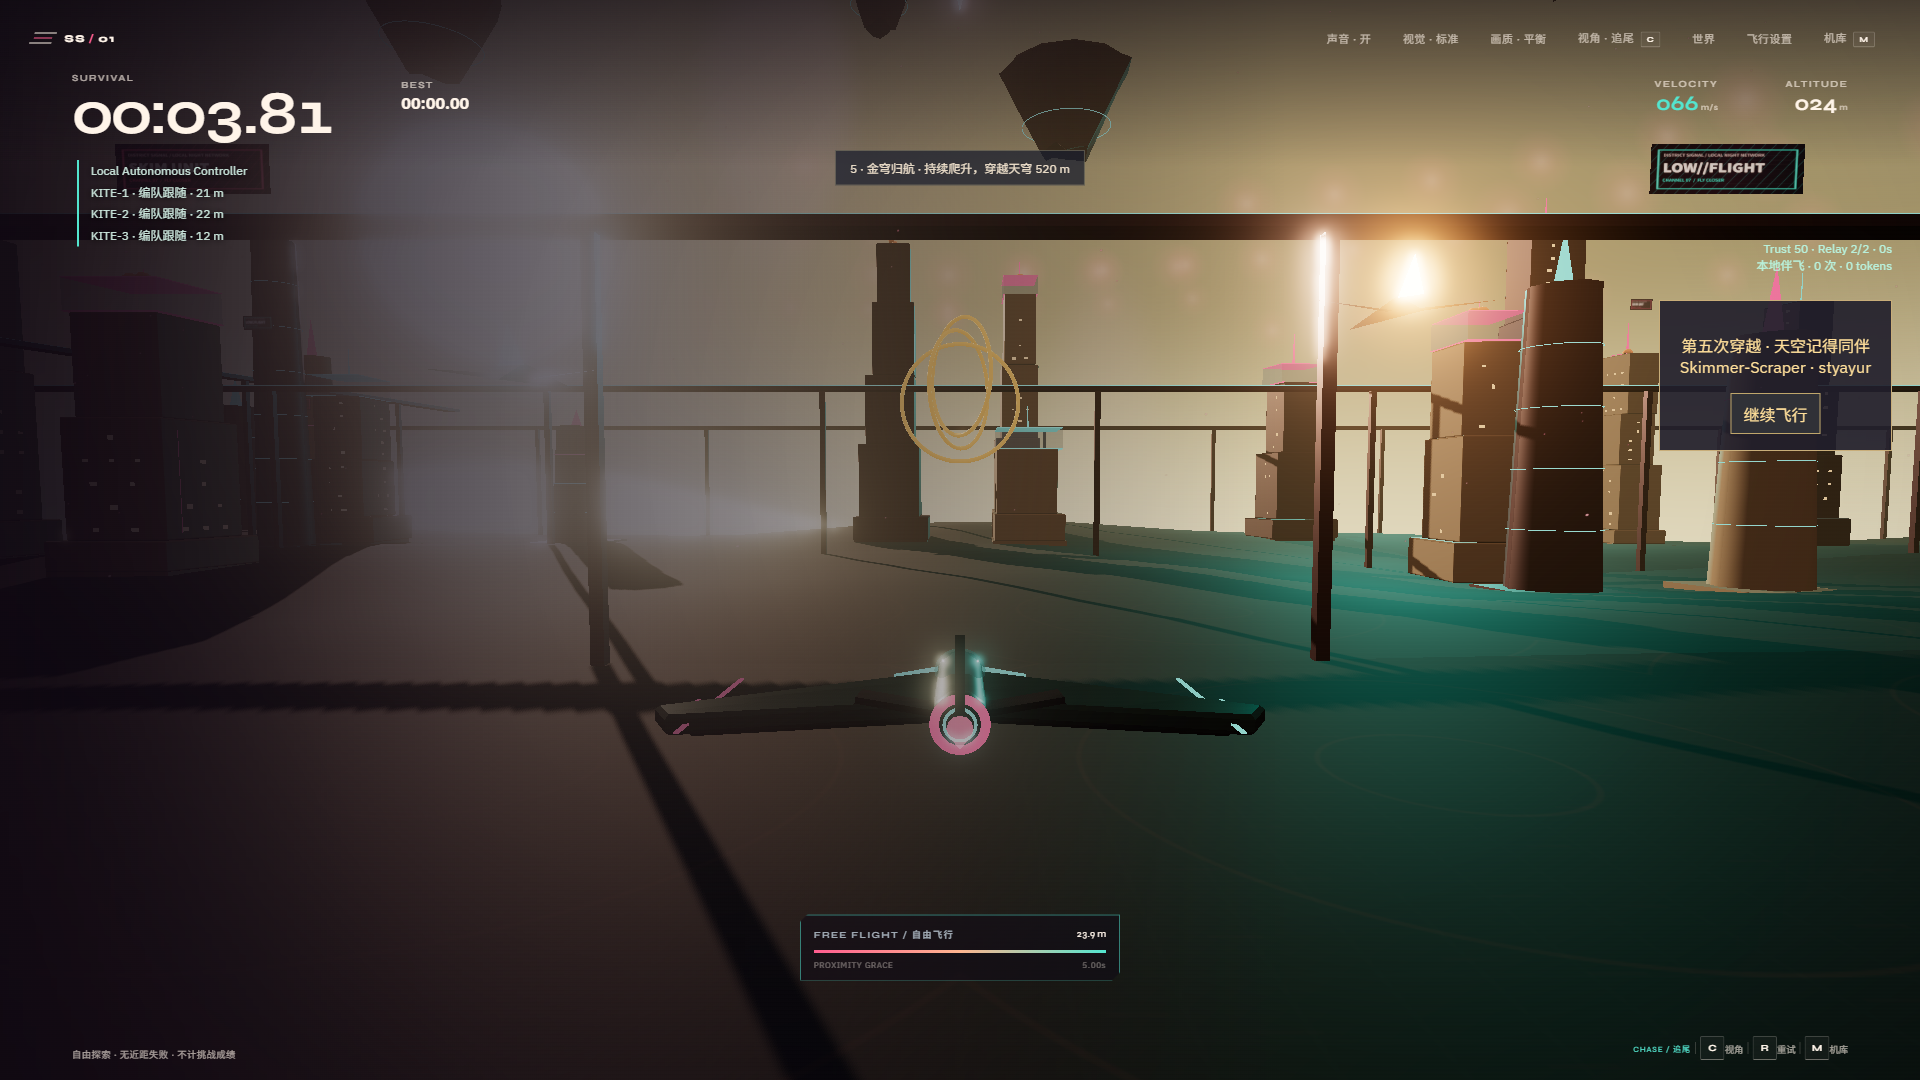 SS / 01
声音 · 开
视觉 · 标准
画质 · 平衡
视角 · 追尾 C
世界
飞行设置
机库 M
SURVIVAL
00:03.81
BEST
00:00.00
VELOCITY
066 m/s
ALTITUDE
024 m
Local Autonomous Controller
KITE-1 · 编队跟随 · 21 m
KITE-2 · 编队跟随 · 22 m
KITE-3 · 编队跟随 · 12 m
5 · 金穹归航 · 持续爬升，穿越天穹 520 m
LOW//FLIGHT
Trust 50 · Relay 2/2 · 0s
本地伴飞 · 0 次 · 0 tokens
第五次穿越 · 天空记得同伴
Skimmer-Scraper · styayur
继续飞行
FREE FLIGHT / 自由飞行
23.9 m
PROXIMITY GRACE
5.00s
自由探索 · 无近距失败 · 不计挑战成绩
CHASE / 追尾
C 视角
R 重试
M 机库